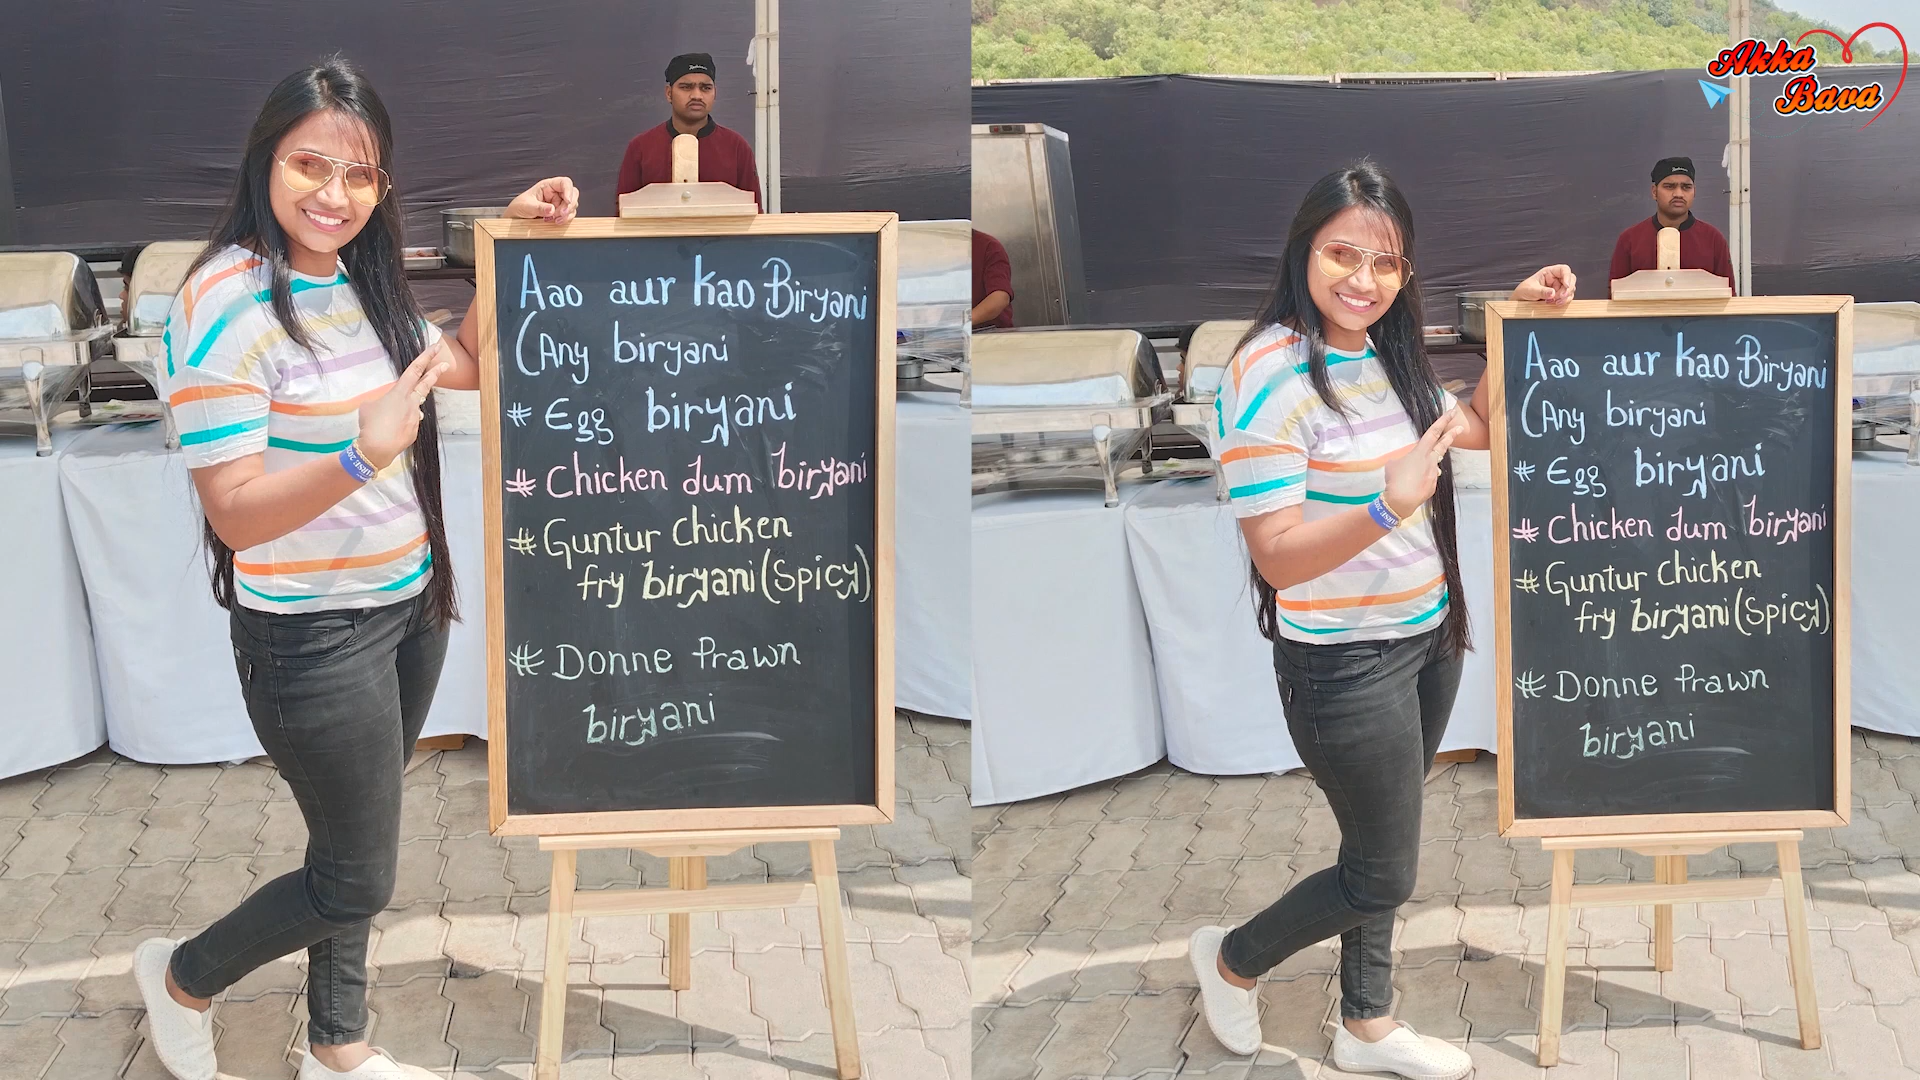 Aao aur kao Biryani
(Any biryani
# Egg biryani
# Chicken dum biryani
# Guntur chicken
fry biryani (Spicy)
# Donne Prawn
biryani
Akka
Bava
Aao aur kao Biryani
(Any biryani
# Egg biryani
# Chicken dum biryani
# Guntur chicken
fry biryani (Spicy)
# Donne Prawn
biryani